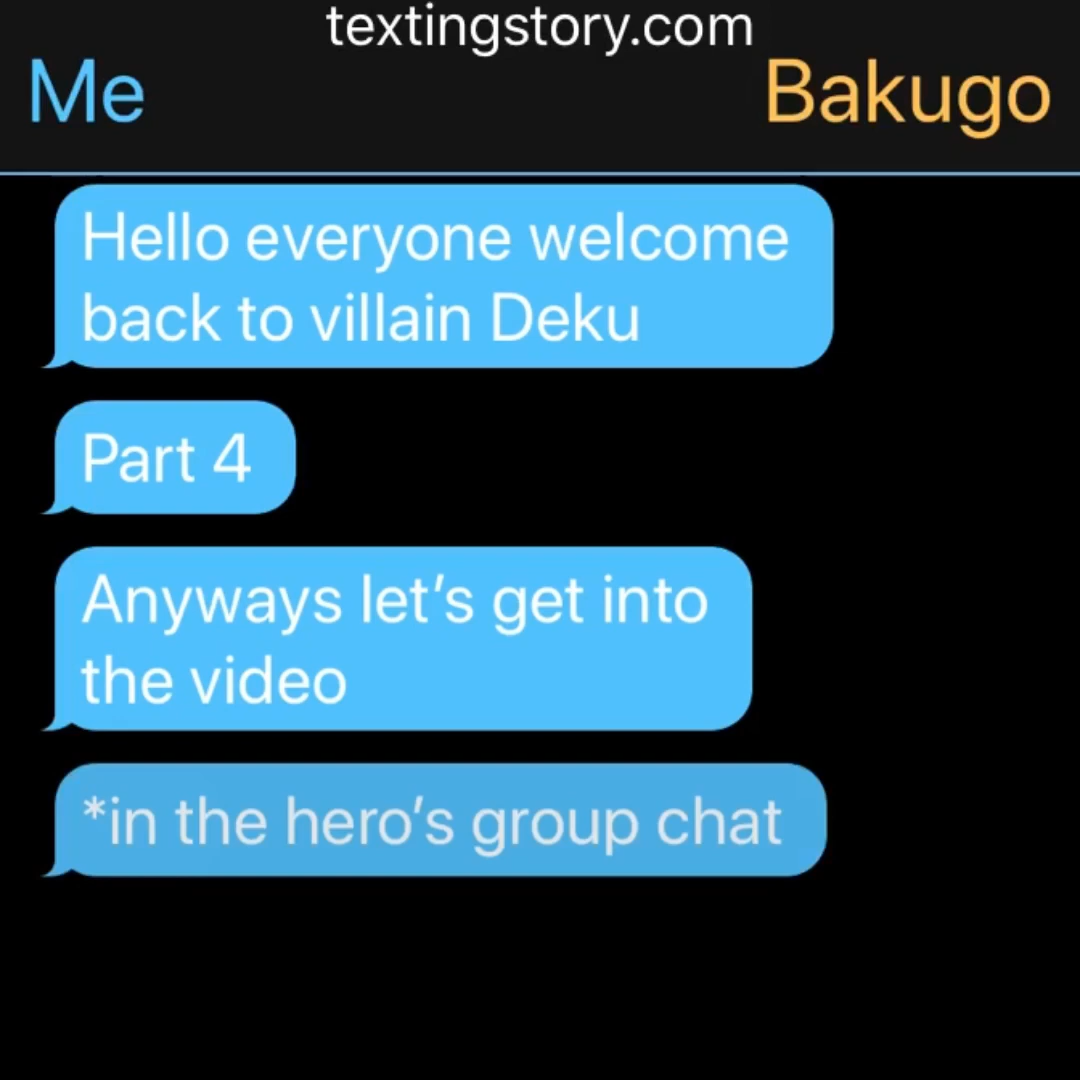 textingstory.com
Me Bakugo
Hello everyone welcome
back to villain Deku
Part 4
Anyways let’s get into
the video
*in the hero’s group chat